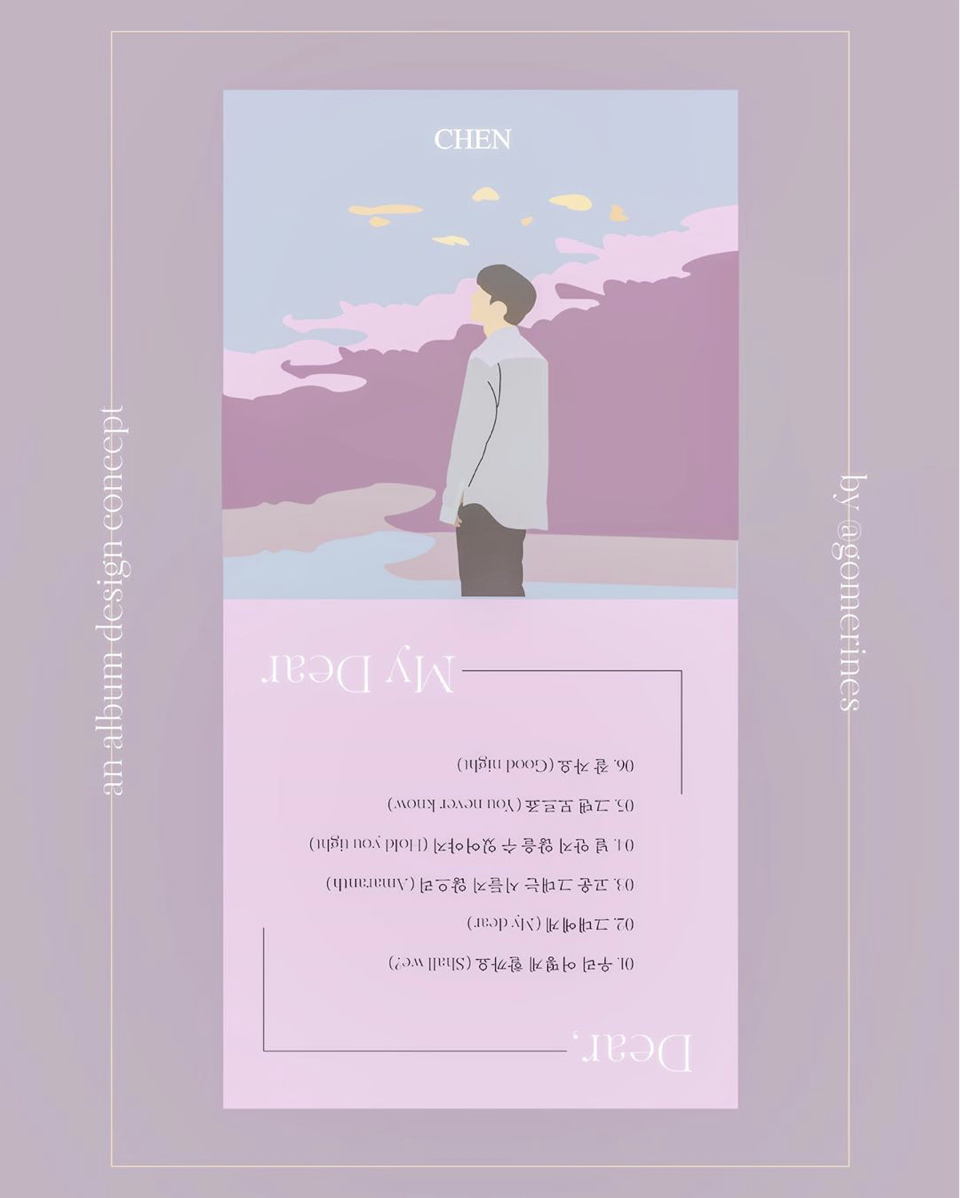 CHEN
an album design concept
by @gomerines
Dear,
01. 우리 어떻게 할까요 (Shall we?)
02. 그대에게 (My dear)
03. 고운 그대는 시들지 않으리 (Amaranth)
04. 널 안지 않을 수 있어야지 (Hold you tight)
05. 그댄 모르죠 (You never know)
06. 잘 자요 (Good night)
My Dear